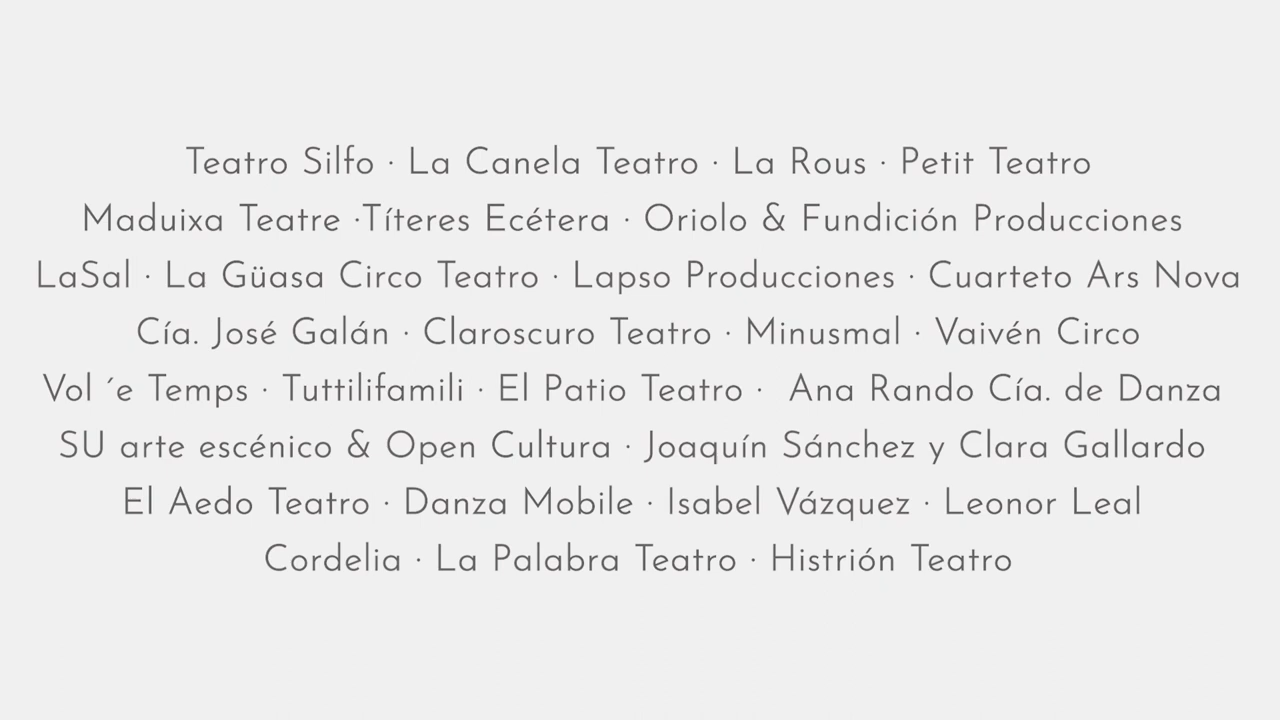 Teatro Silfo · La Canela Teatro · La Rous · Petit Teatro
Maduixa Teatre ·Títeres Ecétera · Oriolo & Fundición Producciones
LaSal · La Güasa Circo Teatro · Lapso Producciones · Cuarteto Ars Nova
Cía. José Galán · Claroscuro Teatro · Minusmal · Vaivén Circo
Vol ´e Temps · Tuttilifamili · El Patio Teatro ·  Ana Rando Cía. de Danza
SU arte escénico & Open Cultura · Joaquín Sánchez y Clara Gallardo
El Aedo Teatro · Danza Mobile · Isabel Vázquez · Leonor Leal
Cordelia · La Palabra Teatro · Histrión Teatro